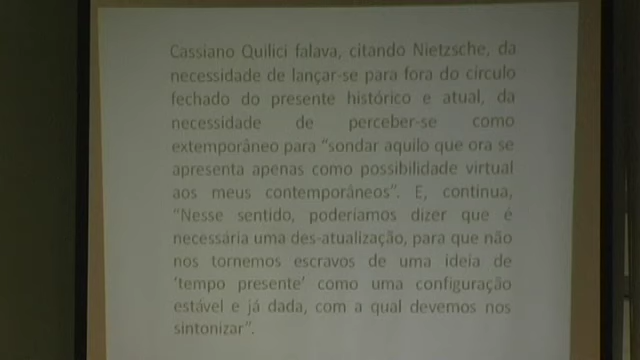 Cassiano Quilici falava, citando Nietzsche, da
necessidade de lançar-se para fora do circulo
fechado do presente histórico e atual, da
necessidade de perceber-se como
extemporâneo para “sondar aquilo que ora se
apresenta apenas como possibilidade virtual
aos meus contemporâneos”. E, continua,
“Nesse sentido, poderíamos dizer que é
necessária uma des-atualização, para que não
nos tornemos escravos de uma ideia de
‘tempo presente’ como uma configuração
estável e já dada, com a qual devemos nos
sintonizar”.